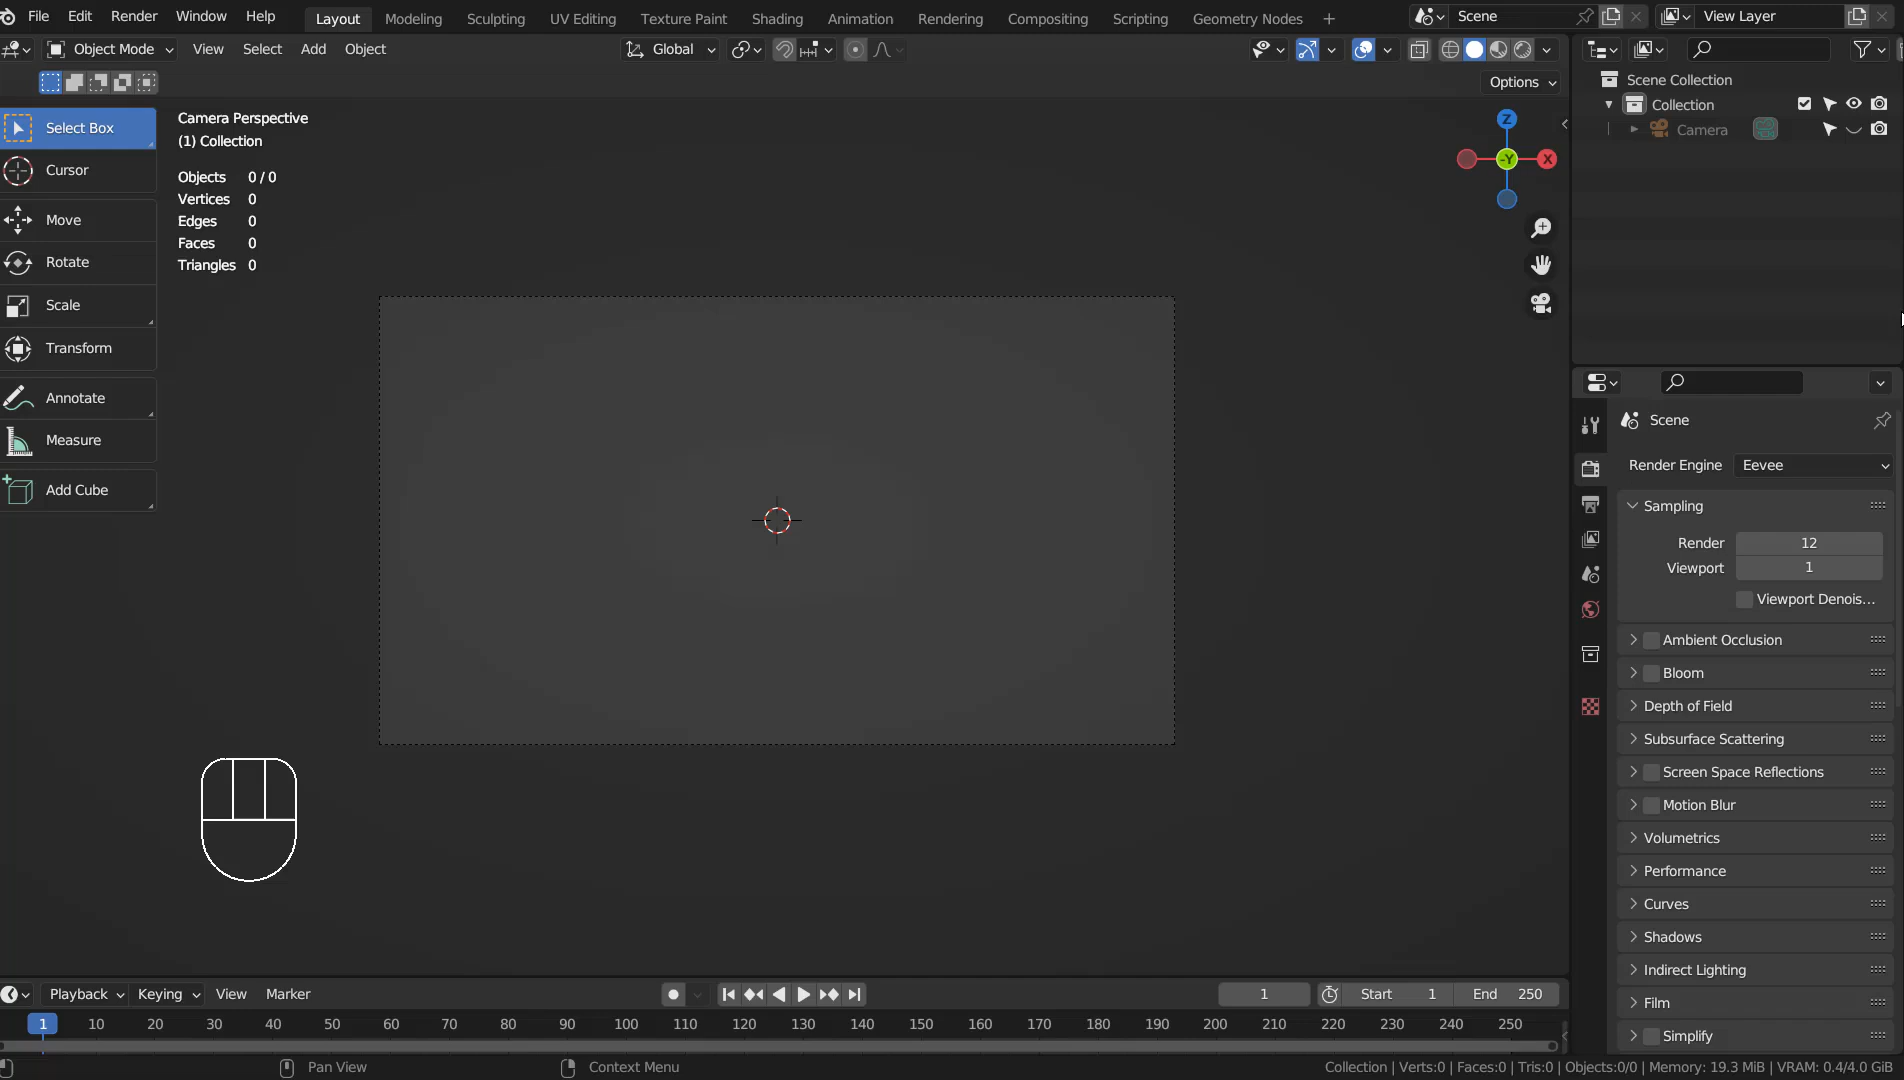 File Edit Render Window Help Layout Modeling Sculpting UV Editing Texture Paint Shading Animation Rendering Compositing Scripting Geometry Nodes + Scene View Layer
Object Mode View Select Add Object Global
Options
Select Box
Cursor
Move
Rotate
Scale
Transform
Annotate
Measure
Add Cube
Camera Perspective
(1) Collection
Objects 0 / 0
Vertices 0
Edges 0
Faces 0
Triangles 0
Z
-Y
X
Scene Collection
Collection
Camera
Scene
Render Engine Eevee
Sampling
Render 12
Viewport 1
Viewport Denois...
Ambient Occlusion
Bloom
Depth of Field
Subsurface Scattering
Screen Space Reflections
Motion Blur
Volumetrics
Performance
Curves
Shadows
Indirect Lighting
Film
Simplify
Playback Keying View Marker 1 Start 1 End 250
1 10 20 30 40 50 60 70 80 90 100 110 120 130 140 150 160 170 180 190 200 210 220 230 240 250
Pan View Context Menu Collection | Verts:0 | Faces:0 | Tris:0 | Objects:0/0 | Memory: 19.3 MiB | VRAM: 0.4/4.0 GiB